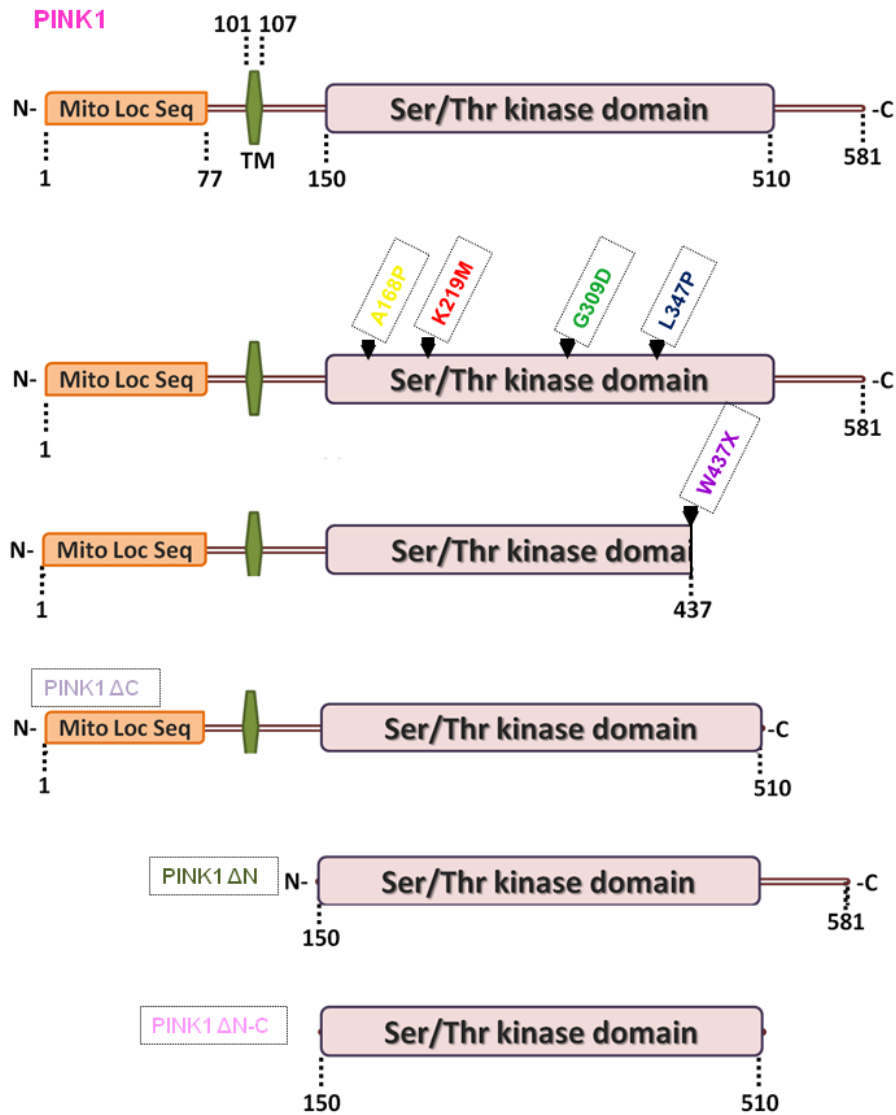 PINK1
101 107
N- Mito Loc Seq Ser/Thr kinase domain -C
TM
1 77 150 510 581
A168P K219M G309D L347P
N- Mito Loc Seq Ser/Thr kinase domain -C
1 581
W437X
N- Mito Loc Seq Ser/Thr kinase domai
1 437
PINK1 ΔC
N- Mito Loc Seq Ser/Thr kinase domain -C
1 510
PINK1 ΔN N- Ser/Thr kinase domain -C
150 581
PINK1 ΔN-C Ser/Thr kinase domain
150 510